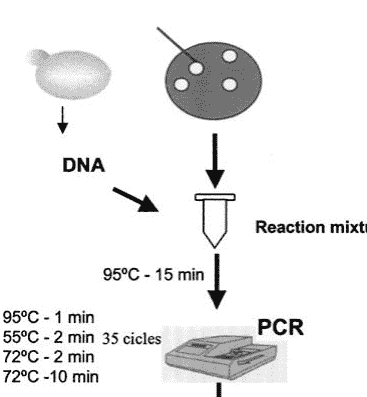 DNA
Reaction mixtu
95ºC - 15 min
PCR
95ºC - 1 min
55ºC - 2 min 35 cicles
72ºC - 2 min
72ºC -10 min